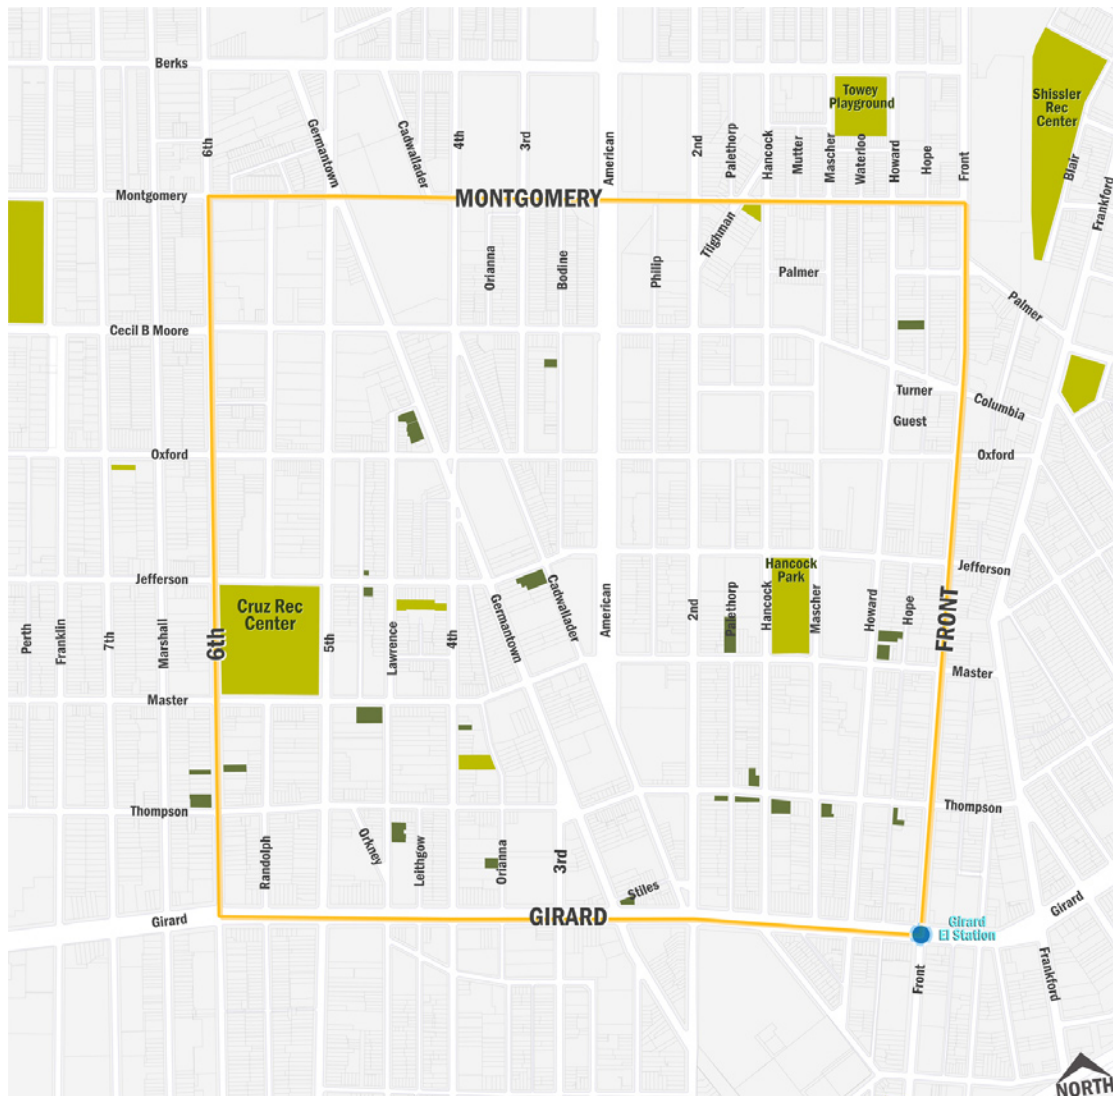 Berks
6th
Germantown
Cadwallader
4th
3rd
American
2nd
Palethorp
Hancock
Mutter
Mascher
Towey
Playground
Waterloo
Howard
Hope
Front
Shissler
Rec
Center
Blair
Frankford
Montgomery
MONTGOMERY
Tilghman
Orianna
Bodine
Philip
Palmer
Palmer
Cecil B Moore
Turner
Columbia
Guest
Oxford
Oxford
Jefferson
Hancock
Park
Jefferson
Perth
Franklin
7th
Marshall
6th
Cruz Rec
Center
5th
Lawrence
4th
Germantown
Cadwallader
American
2nd
Palethorp
Hancock
Mascher
Howard
Hope
FRONT
Master
Master
Thompson
Thompson
Randolph
Orkney
Leithgow
Orianna
3rd
Stiles
Girard
GIRARD
Girard
El Station
Girard
Front
Frankford
NORTH